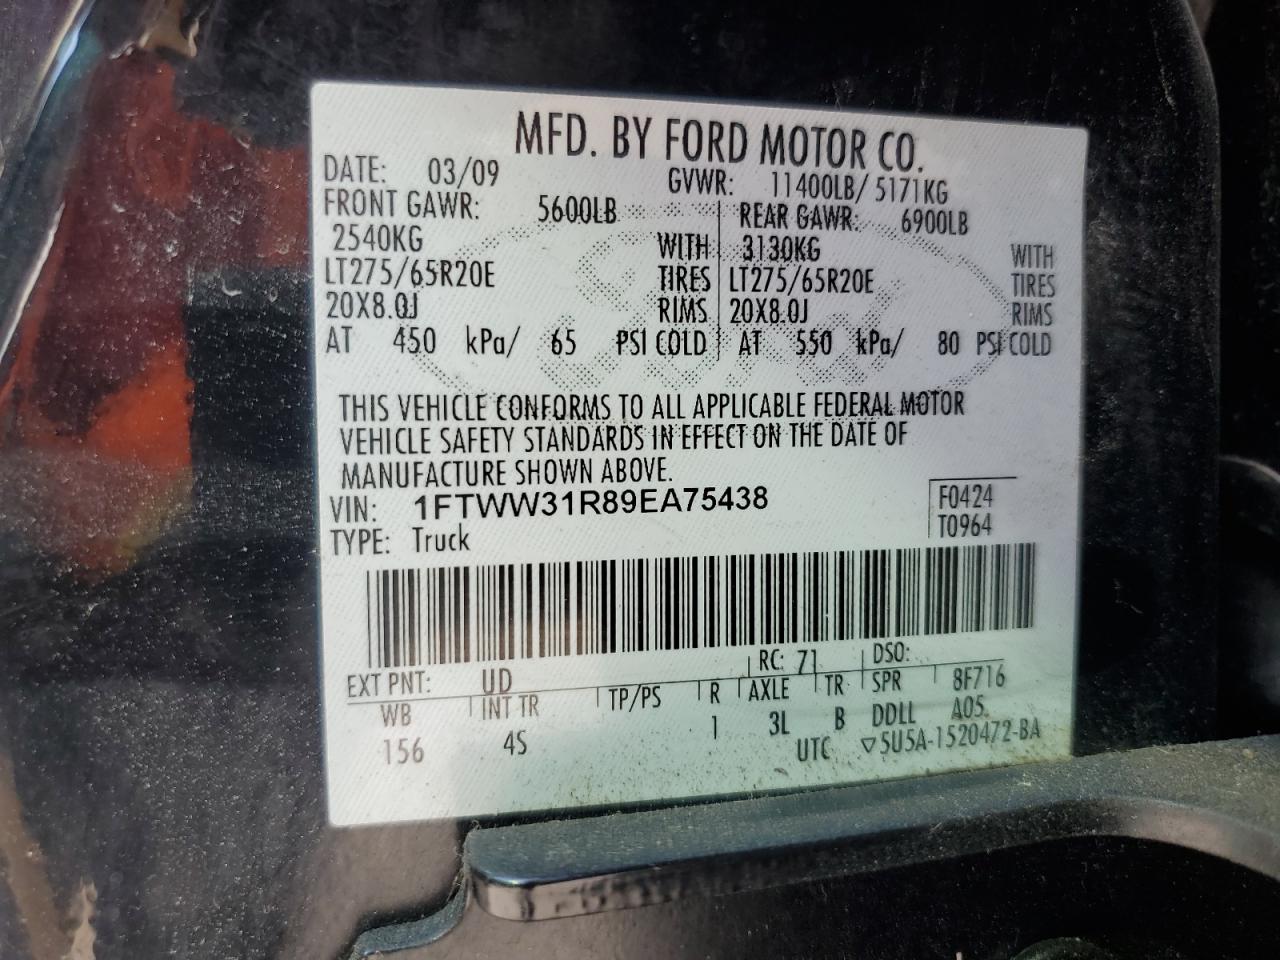 MFD. BY FORD MOTOR CO.
DATE: 03/09 GVWR: 11400LB/ 5171KG
FRONT GAWR: 5600LB REAR GAWR: 6900LB
2540KG WITH 3130KG WITH
LT275/65R20E TIRES LT275/65R20E TIRES
20X8.0J RIMS 20X8.0J RIMS
AT 450 kPa/ 65 PSI COLD AT 550 kPa/ 80 PSI COLD
THIS VEHICLE CONFORMS TO ALL APPLICABLE FEDERAL MOTOR
VEHICLE SAFETY STANDARDS IN EFFECT ON THE DATE OF
MANUFACTURE SHOWN ABOVE.
VIN: 1FTWW31R89EA75438 F0424
TYPE: Truck T0964
EXT PNT: UD RC: 71 DSO:
WB INT TR TP/PS R AXLE TR SPR 8F716
156 4S 1 3L B DDLL A05
UTC ▽5U5A-1520472-BA